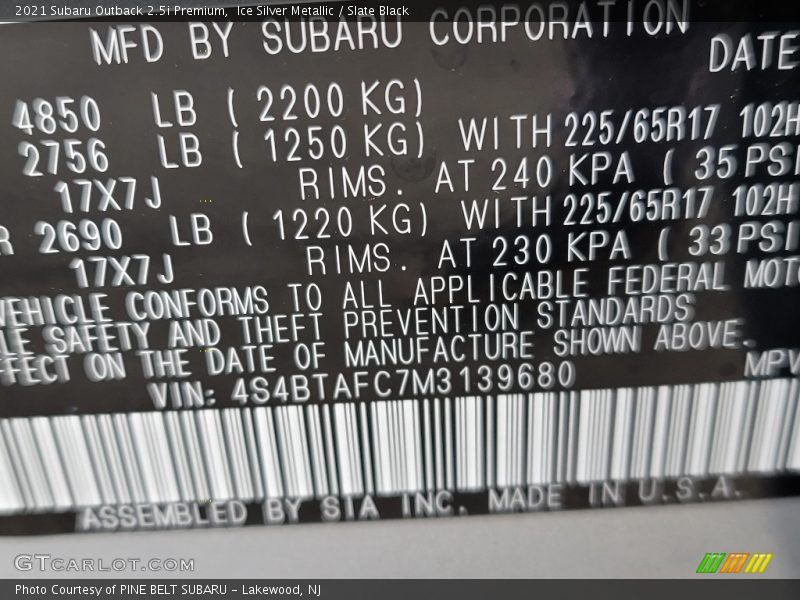 2021 Subaru Outback 2.5i Premium, Ice Silver Metallic / Slate Black
MFD BY SUBARU CORPORATION
DATE
4850 LB ( 2200 KG)
2756 LB ( 1250 KG) WITH 225/65R17 102H
17X7J RIMS. AT 240 KPA ( 35 PSI
R 2690 LB ( 1220 KG) WITH 225/65R17 102H
17X7J RIMS. AT 230 KPA ( 33 PSI
VEHICLE CONFORMS TO ALL APPLICABLE FEDERAL MOTO
LE SAFETY AND THEFT PREVENTION STANDARDS
FFECT ON THE DATE OF MANUFACTURE SHOWN ABOVE.
VIN: 4S4BTAFC7M3139680 MPV
ASSEMBLED BY SIA INC. MADE IN U.S.A.
GTCARLOT.COM
Photo Courtesy of PINE BELT SUBARU - Lakewood, NJ